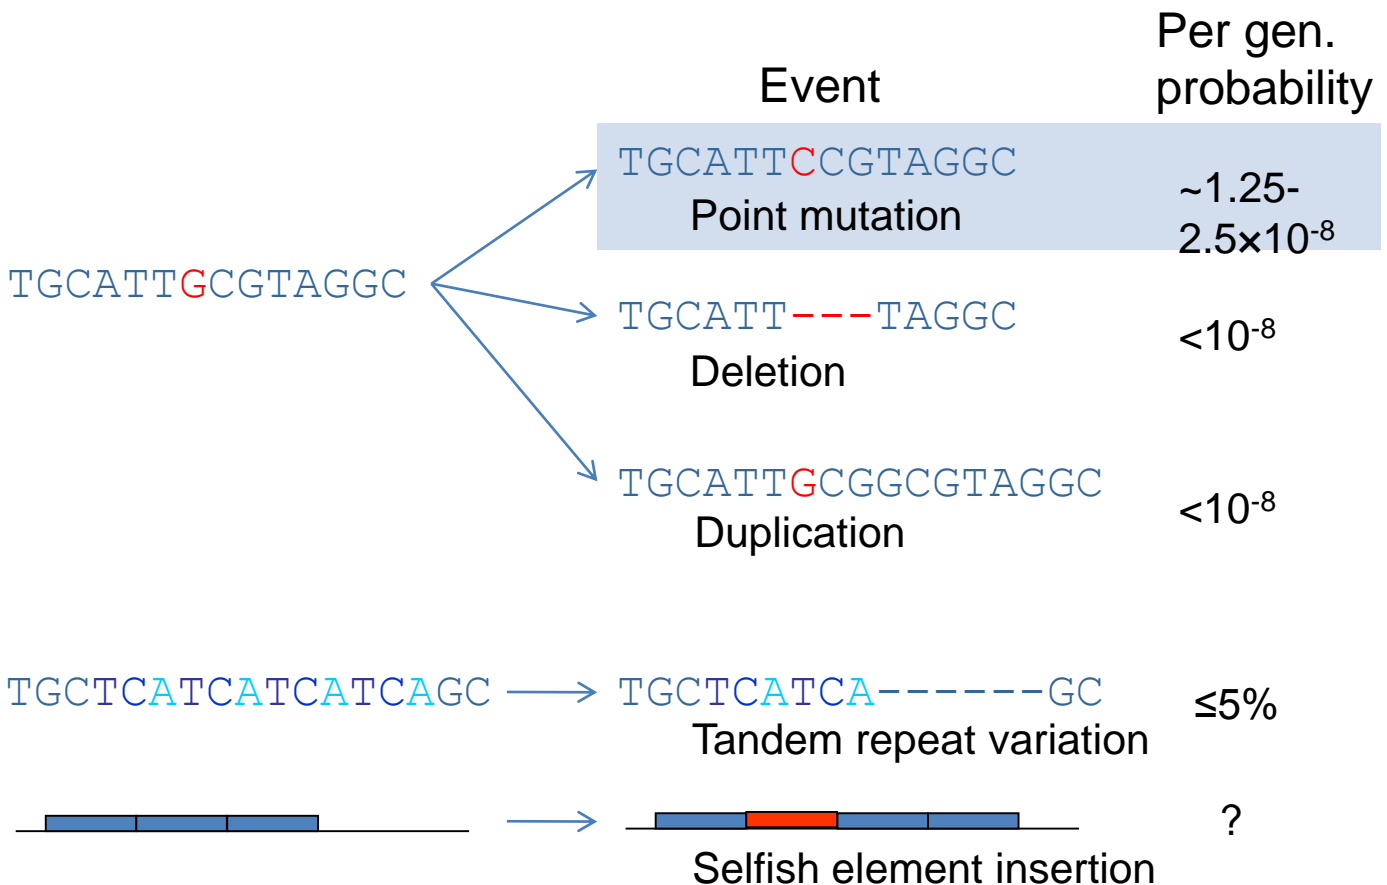 Per gen.
probability
Event
TGCATTCCGTAGGC
Point mutation
~1.25-
2.5×10⁻⁸
TGCATTGCGTAGGC
TGCATT---TAGGC
<10⁻⁸
Deletion
TGCATTGCGGCGTAGGC
<10⁻⁸
Duplication
TGCTCATCATCATCAGC
TGCTCATCA------GC
≤5%
Tandem repeat variation
?
Selfish element insertion